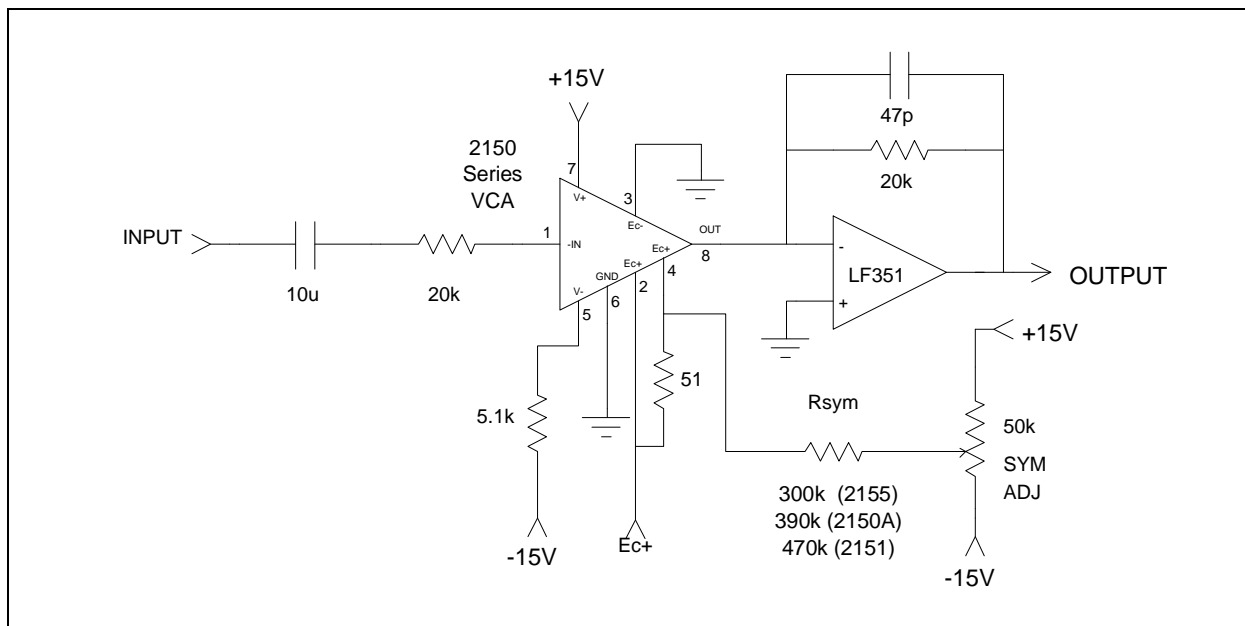 +15V
47p
2150
Series
VCA
7
V+
3
Ec-
20k
INPUT
1
-IN
OUT
8
Ec+
4
Ec+
2
GND
6
V-
5
10u
20k
-
LF351
+
OUTPUT
+15V
51
5.1k
Rsym
50k
SYM
ADJ
300k (2155)
390k (2150A)
470k (2151)
-15V
Ec+
-15V